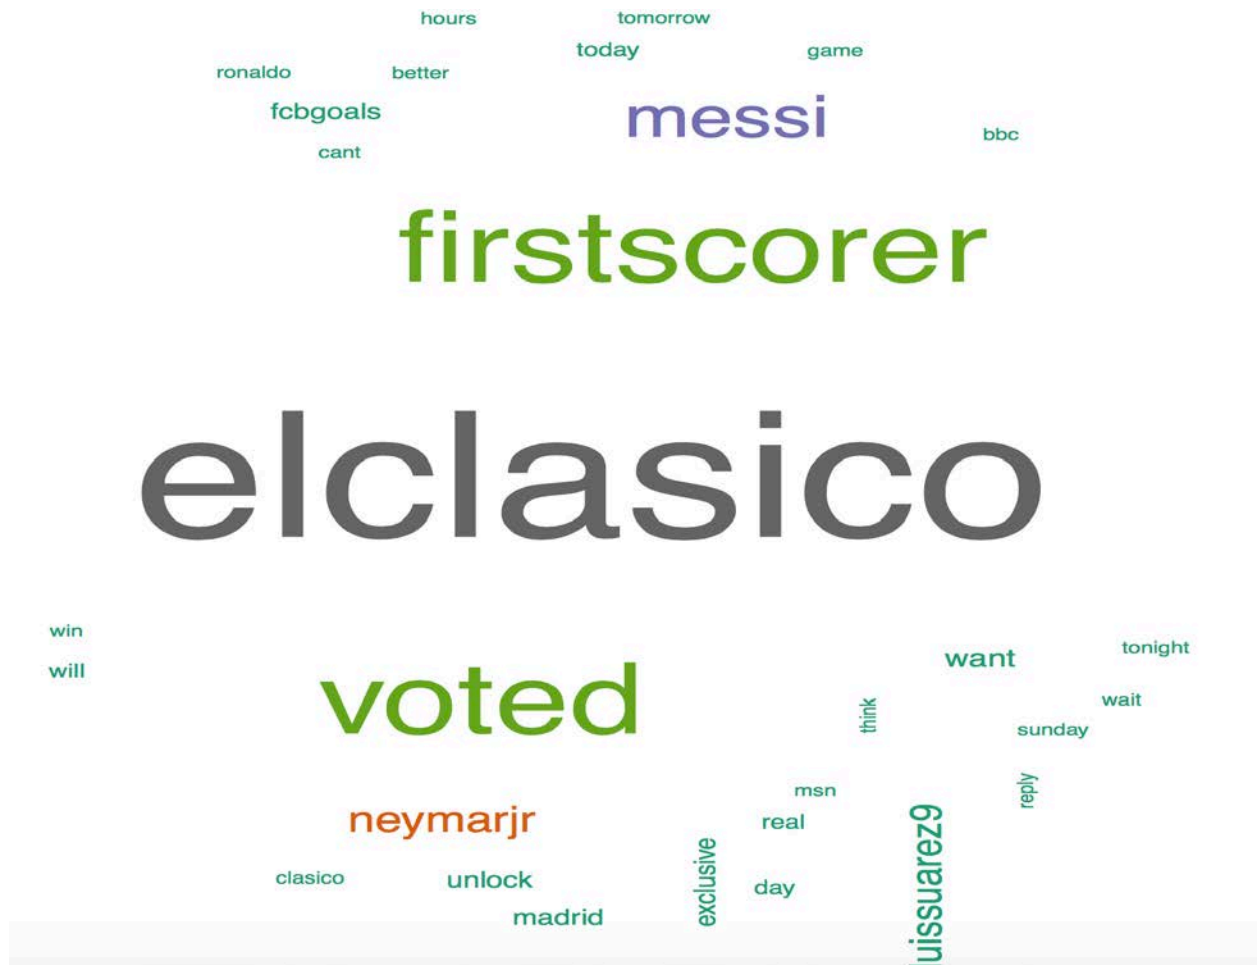 hours
tomorrow
today
game
ronaldo
better
fcbgoals
messi
cant
bbc
firstscorer
elclasico
win
will
voted
want
tonight
think
wait
sunday
msn
reply
neymarjr
real
luissuarez9
exclusive
clasico
unlock
day
madrid